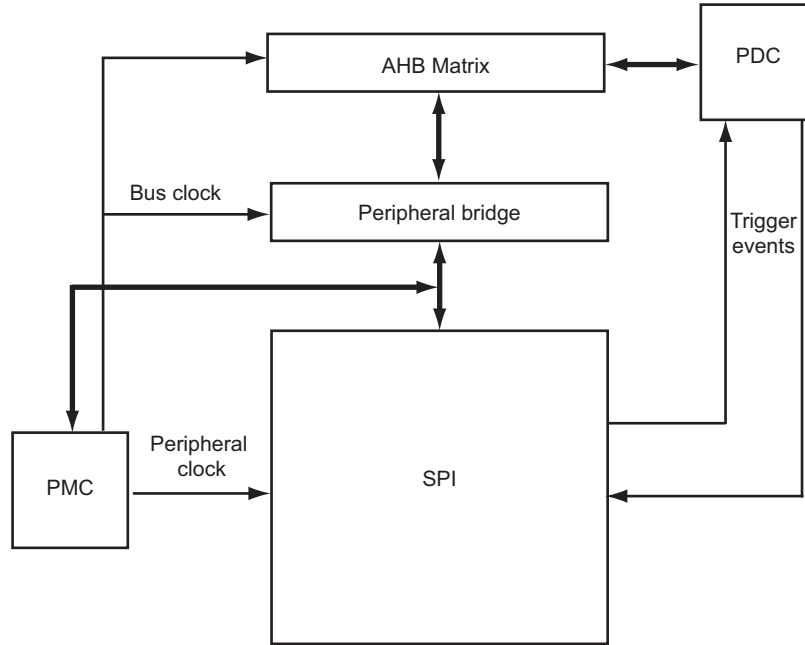 AHB Matrix
PDC
Bus clock
Peripheral bridge
Trigger
events
Peripheral
clock
PMC
SPI